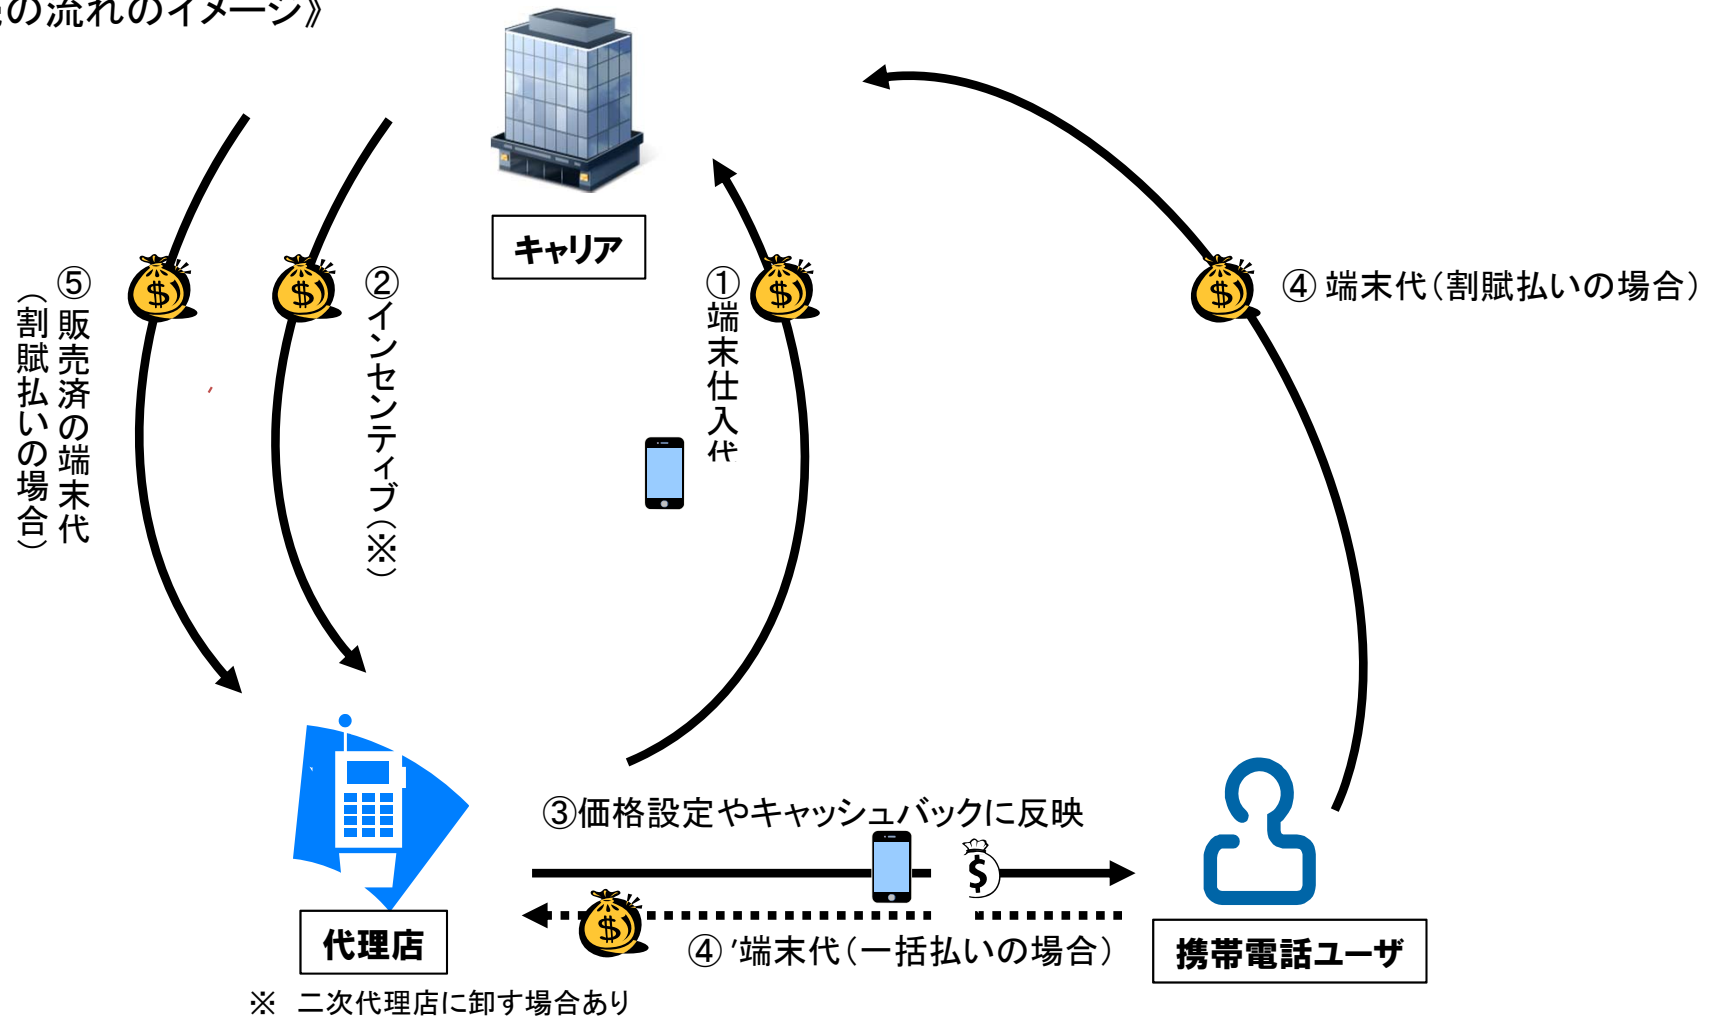 の流れのイメージ》
キャリア
⑤販売済の端末代
（割賦払いの場合）
②インセンティブ（※）
①端末仕入代
④ 端末代（割賦払いの場合）
③価格設定やキャッシュバックに反映
④ ’端末代（一括払いの場合）
代理店
携帯電話ユーザ
※　二次代理店に卸す場合あり